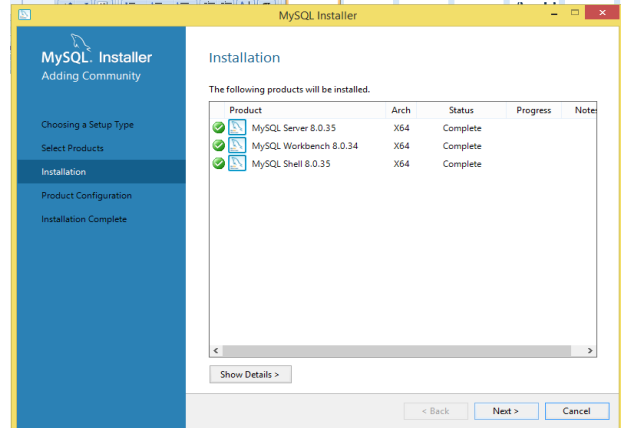 MySQL Installer
MySQL. Installer
Adding Community
Choosing a Setup Type
Select Products
Installation
Product Configuration
Installation Complete
Installation
The following products will be installed.
Product Arch Status Progress Notes
MySQL Server 8.0.35 X64 Complete
MySQL Workbench 8.0.34 X64 Complete
MySQL Shell 8.0.35 X64 Complete
Show Details >
< Back Next > Cancel